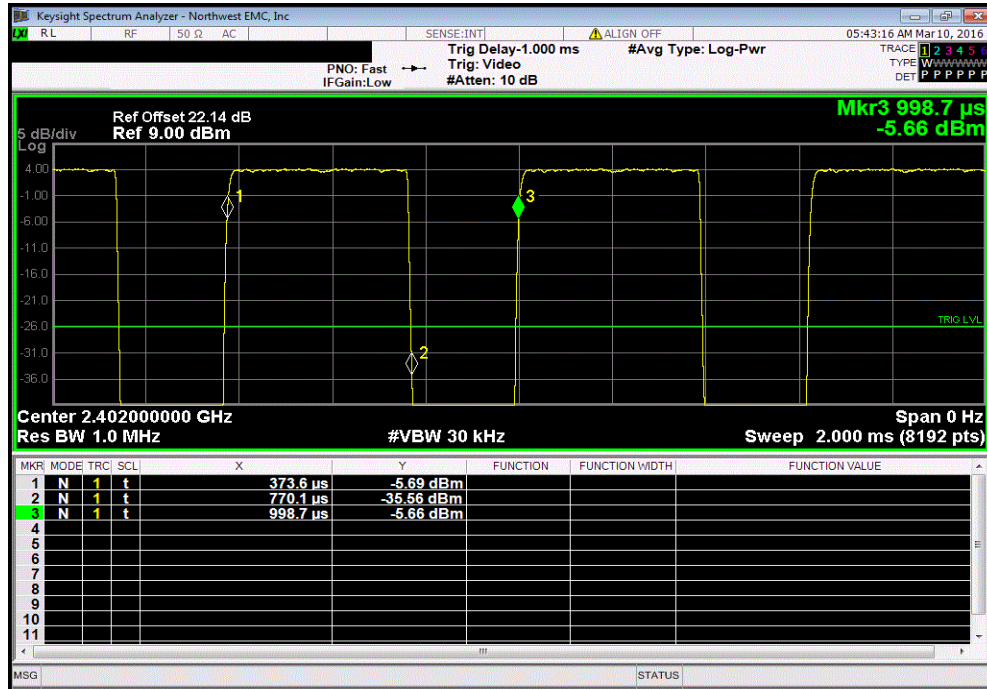 Keysight Spectrum Analyzer - Northwest EMC, Inc
LXI RL RF 50 Ω AC SENSE:INT ALIGN OFF 05:43:16 AM Mar 10, 2016
Trig Delay-1.000 ms #Avg Type: Log-Pwr TRACE 1 2 3 4 5 6
PNO: Fast Trig: Video TYPE WWWWWW
IFGain:Low #Atten: 10 dB DET P P P P P P
Mkr3 998.7 µs
-5.66 dBm
Ref Offset 22.14 dB
5 dB/div Ref 9.00 dBm
Log
4.00
-1.00
-6.00
-11.0
-16.0
-21.0
-26.0
-31.0
-36.0
1
3
2
TRIG LVL
Center 2.402000000 GHz Span 0 Hz
Res BW 1.0 MHz #VBW 30 kHz Sweep 2.000 ms (8192 pts)
MKR MODE TRC SCL X Y FUNCTION FUNCTION WIDTH FUNCTION VALUE
1 N 1 t 373.6 µs -5.69 dBm
2 N 1 t 770.1 µs -35.56 dBm
3 N 1 t 998.7 µs -5.66 dBm
4
5
6
7
8
9
10
11
MSG STATUS